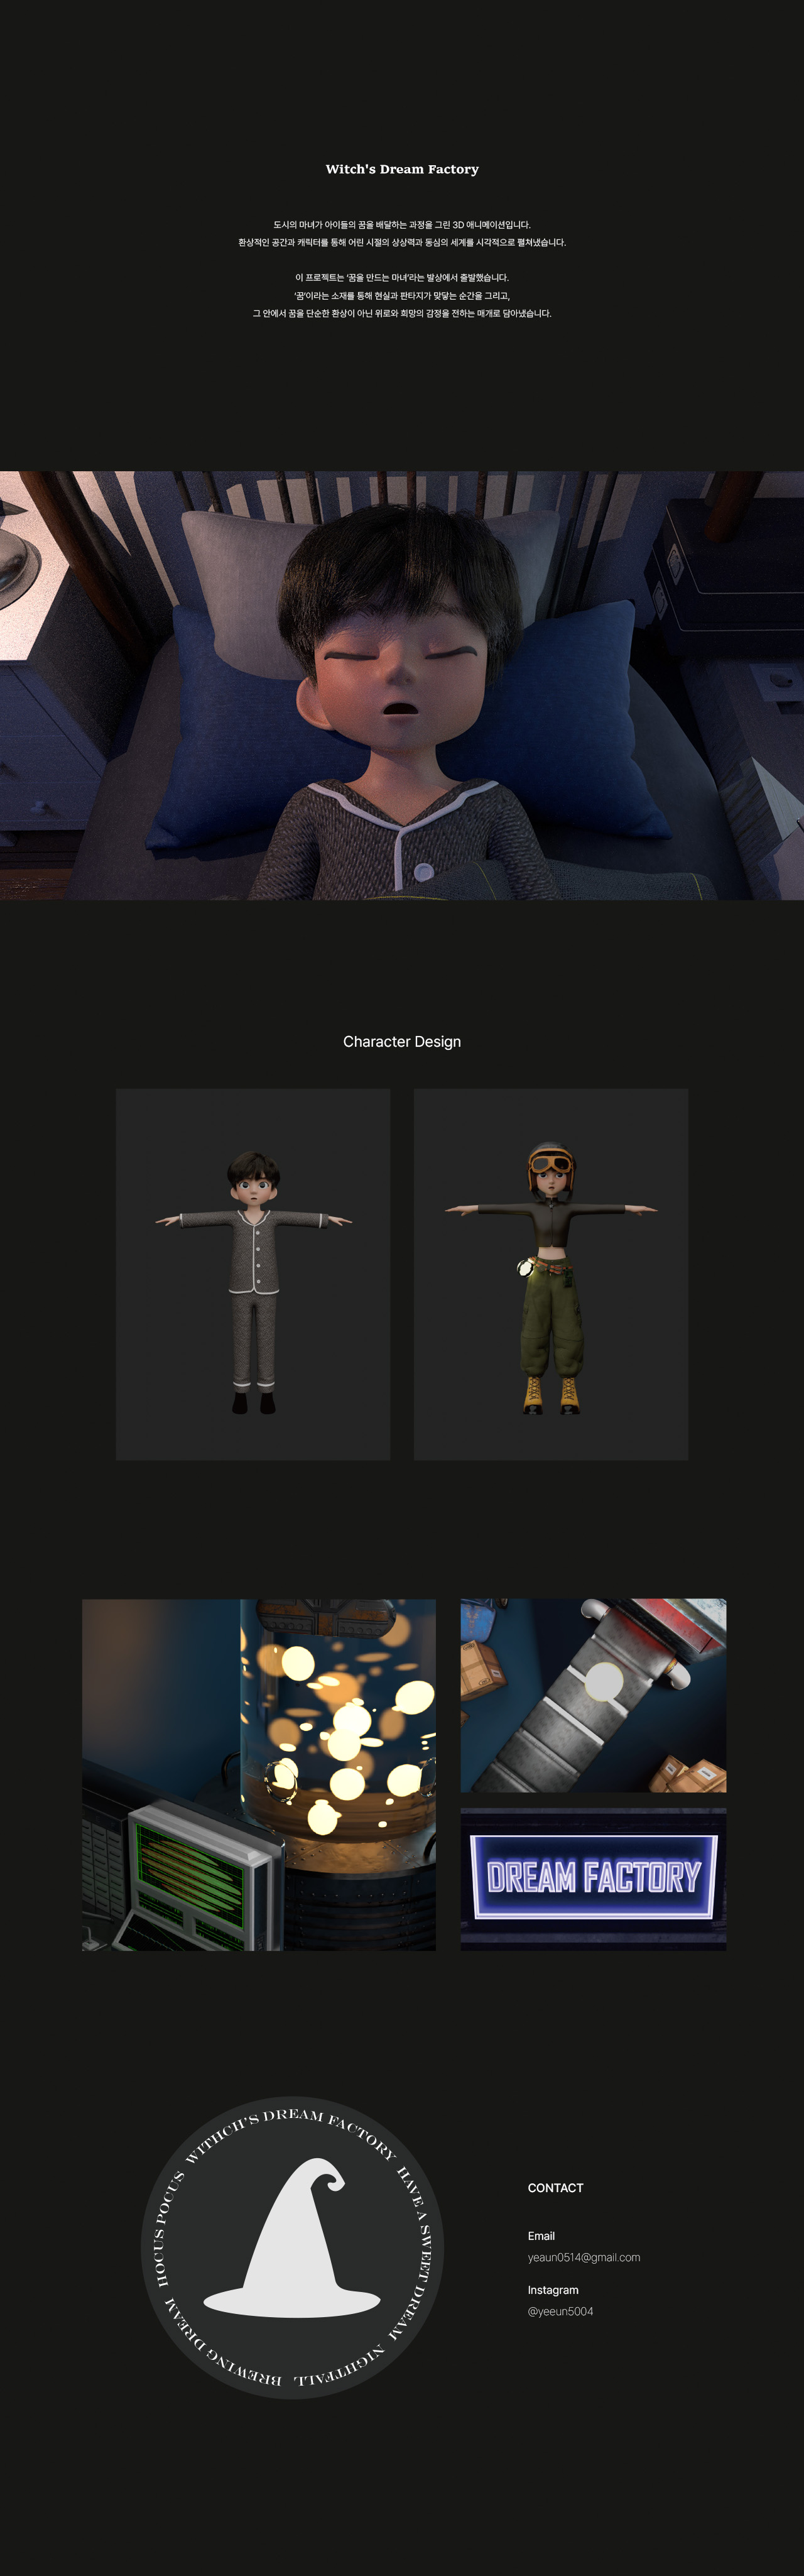 Witch's Dream Factory
도시의 마녀가 아이들의 꿈을 배달하는 과정을 그린 3D 애니메이션입니다.
환상적인 공간과 캐릭터를 통해 어린 시절의 상상력과 동심의 세계를 시각적으로 펼쳐냈습니다.
이 프로젝트는 '꿈을 만드는 마녀'라는 발상에서 출발했습니다.
'꿈'이라는 소재를 통해 현실과 판타지가 맞닿는 순간을 그리고,
그 안에서 꿈을 단순한 환상이 아닌 위로와 희망의 감정을 전하는 매개로 담아냈습니다.
Character Design
DREAM FACTORY
HOCUS POCUS WITHCH'S DREAM FACTORY HAVE A SWEET DREAM NIGHTFALL BREWING DREAM
CONTACT
Email
yeaun0514@gmail.com
Instagram
@yeeun5004